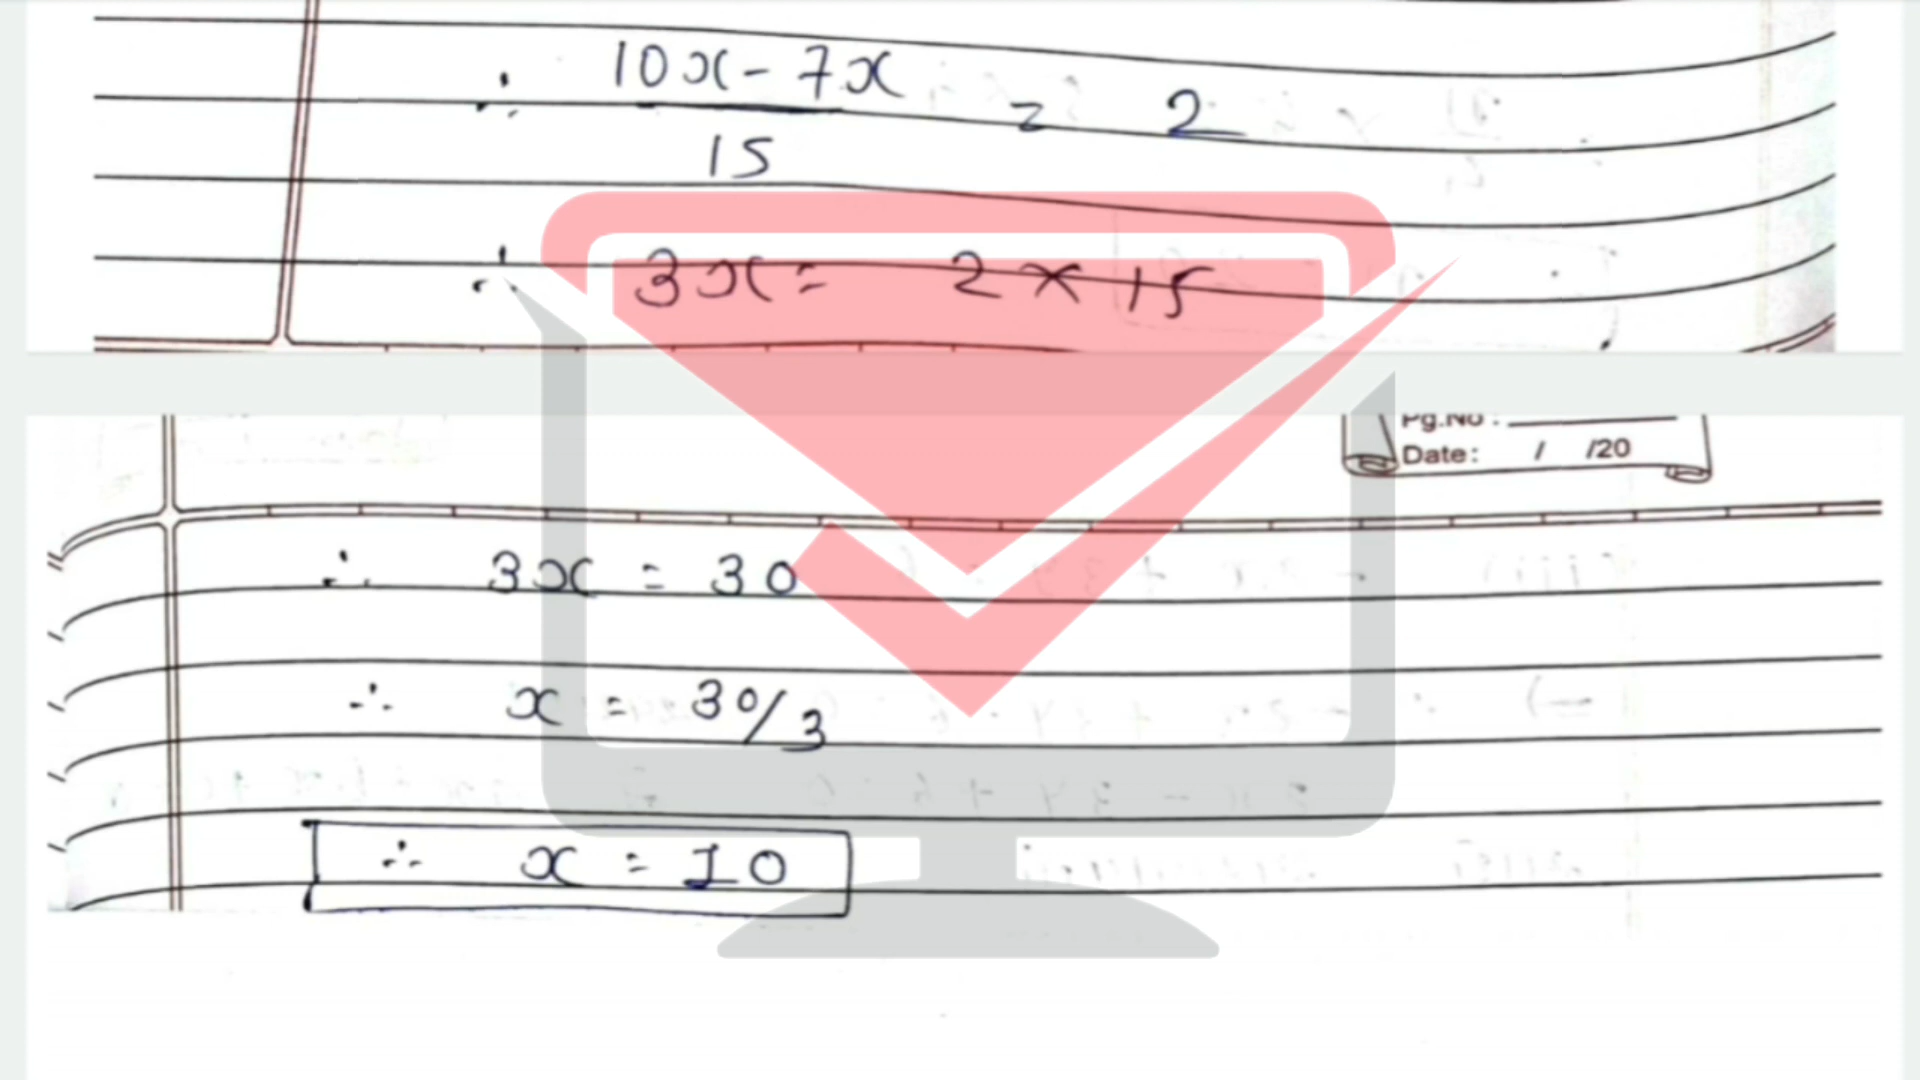 ∴ 10x - 7x / 15 = 2
∴ 3x = 2 × 15
Pg.No :
Date: / /20
∴ 3x = 30
∴ x = 30/3
∴ x = 10